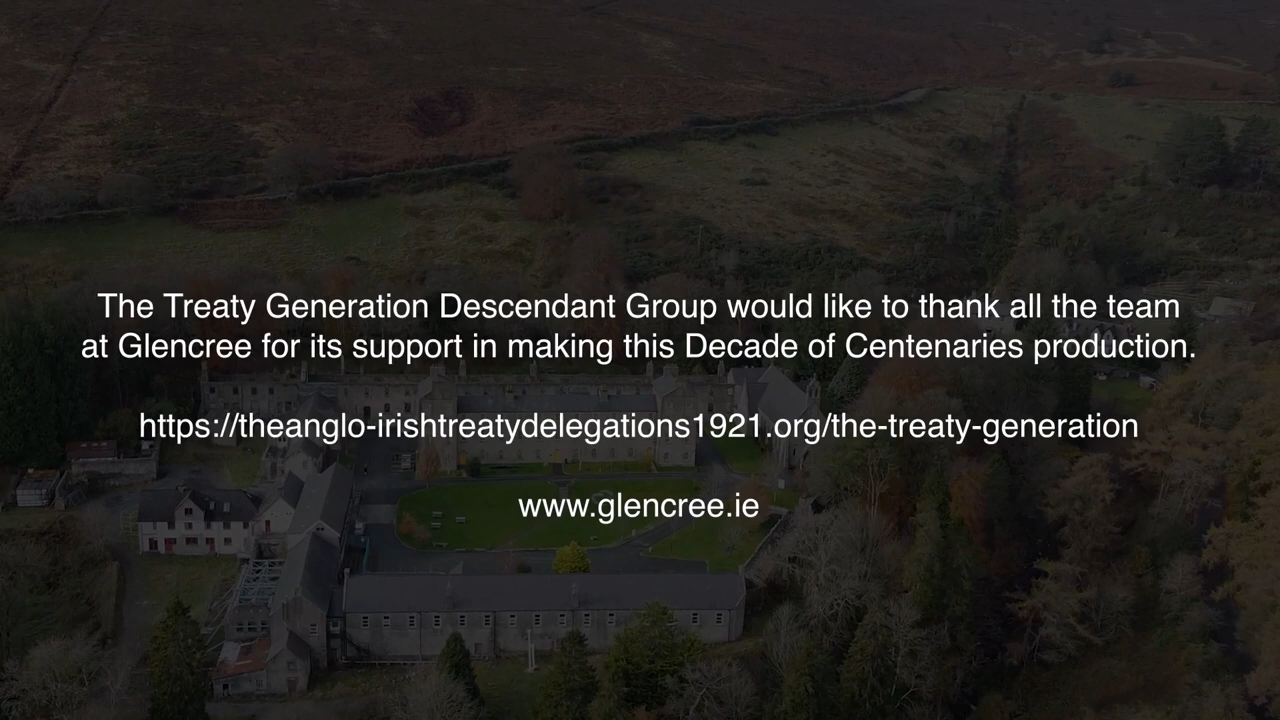 The Treaty Generation Descendant Group would like to thank all the team
at Glencree for its support in making this Decade of Centenaries production.
https://theanglo-irishtreatydelegations1921.org/the-treaty-generation
www.glencree.ie